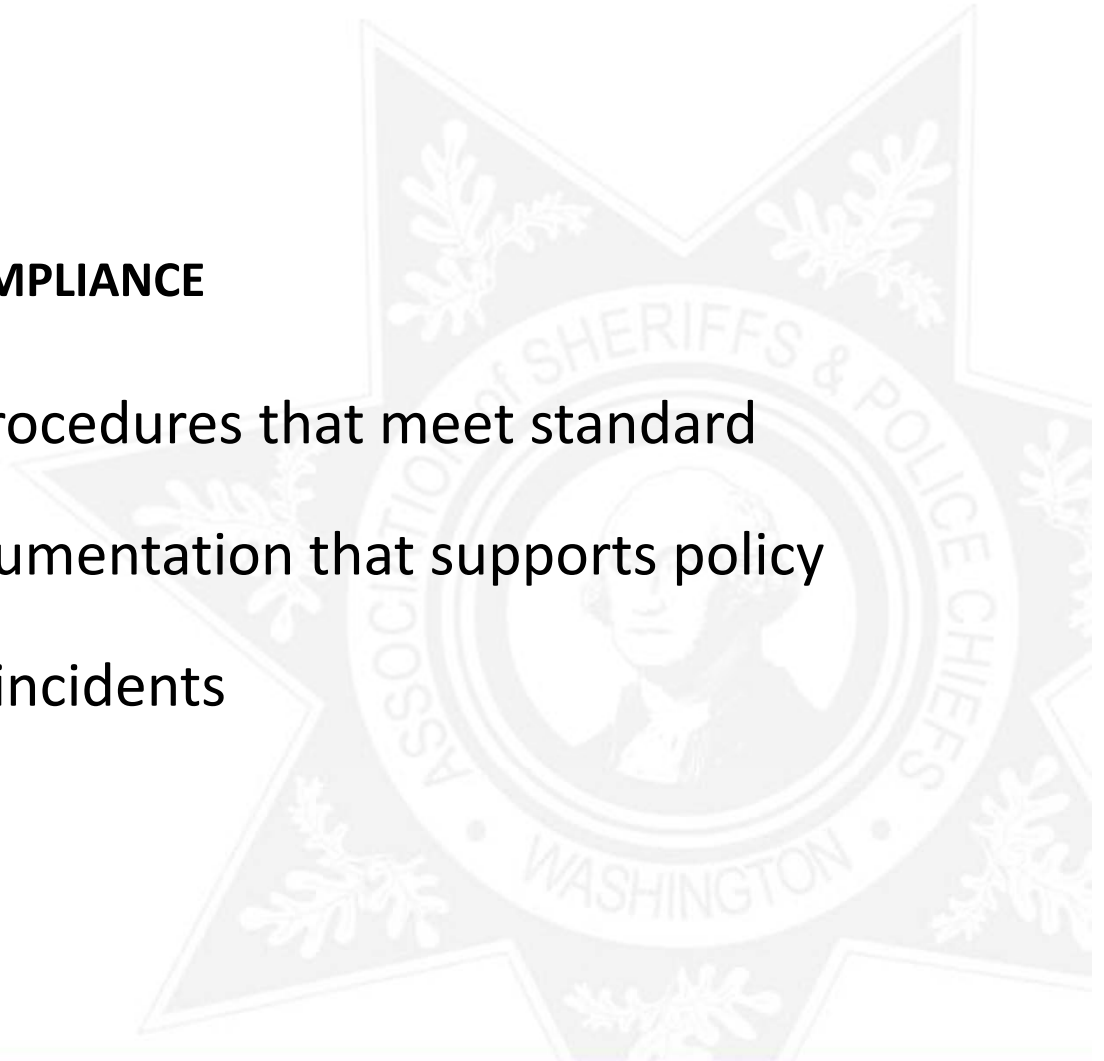 MPLIANCE
rocedures that meet standard
umentation that supports policy
incidents
ASSOCIATION of SHERIFFS & POLICE CHIEFS
• WASHINGTON •